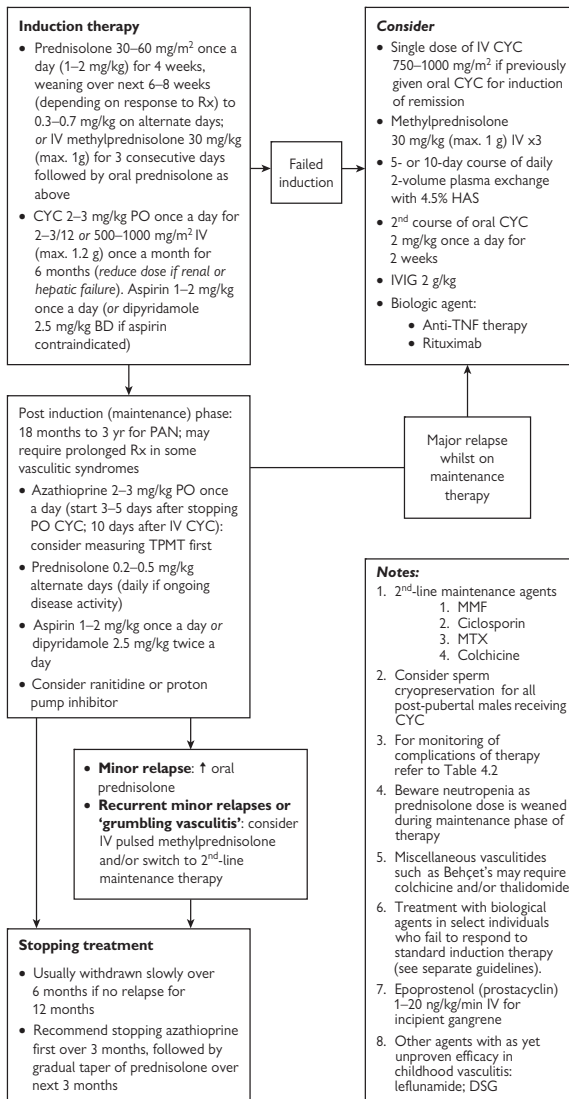 Induction therapy
• Prednisolone 30–60 mg/m² once a
day (1–2 mg/kg) for 4 weeks,
weaning over next 6–8 weeks
(depending on response to Rx) to
0.3–0.7 mg/kg on alternate days;
or IV methylprednisolone 30 mg/kg
(max. 1g) for 3 consecutive days
followed by oral prednisolone as
above
• CYC 2–3 mg/kg PO once a day for
2–3/12 or 500–1000 mg/m² IV
(max. 1.2 g) once a month for
6 months (reduce dose if renal or
hepatic failure). Aspirin 1–2 mg/kg
once a day (or dipyridamole
2.5 mg/kg BD if aspirin
contraindicated)
Failed
induction
Consider
• Single dose of IV CYC
750–1000 mg/m² if previously
given oral CYC for induction
of remission
• Methylprednisolone
30 mg/kg (max. 1 g) IV x3
• 5- or 10-day course of daily
2-volume plasma exchange
with 4.5% HAS
• 2nd course of oral CYC
2 mg/kg once a day for
2 weeks
• IVIG 2 g/kg
• Biologic agent:
• Anti-TNF therapy
• Rituximab
Post induction (maintenance) phase:
18 months to 3 yr for PAN; may
require prolonged Rx in some
vasculitic syndromes
• Azathioprine 2–3 mg/kg PO once
a day (start 3–5 days after stopping
PO CYC; 10 days after IV CYC):
consider measuring TPMT first
• Prednisolone 0.2–0.5 mg/kg
alternate days (daily if ongoing
disease activity)
• Aspirin 1–2 mg/kg once a day or
dipyridamole 2.5 mg/kg twice a
day
• Consider ranitidine or proton
pump inhibitor
Major relapse
whilst on
maintenance
therapy
• Minor relapse: ↑ oral
prednisolone
• Recurrent minor relapses or
'grumbling vasculitis': consider
IV pulsed methylprednisolone
and/or switch to 2nd-line
maintenance therapy
Stopping treatment
• Usually withdrawn slowly over
6 months if no relapse for
12 months
• Recommend stopping azathioprine
first over 3 months, followed by
gradual taper of prednisolone over
next 3 months
Notes:
1. 2nd-line maintenance agents
1. MMF
2. Ciclosporin
3. MTX
4. Colchicine
2. Consider sperm
cryopreservation for all
post-pubertal males receiving
CYC
3. For monitoring of
complications of therapy
refer to Table 4.2
4. Beware neutropenia as
prednisolone dose is weaned
during maintenance phase of
therapy
5. Miscellaneous vasculitides
such as Behçet's may require
colchicine and/or thalidomide
6. Treatment with biological
agents in select individuals
who fail to respond to
standard induction therapy
(see separate guidelines).
7. Epoprostenol (prostacyclin)
1–20 ng/kg/min IV for
incipient gangrene
8. Other agents with as yet
unproven efficacy in
childhood vasculitis:
leflunamide; DSG